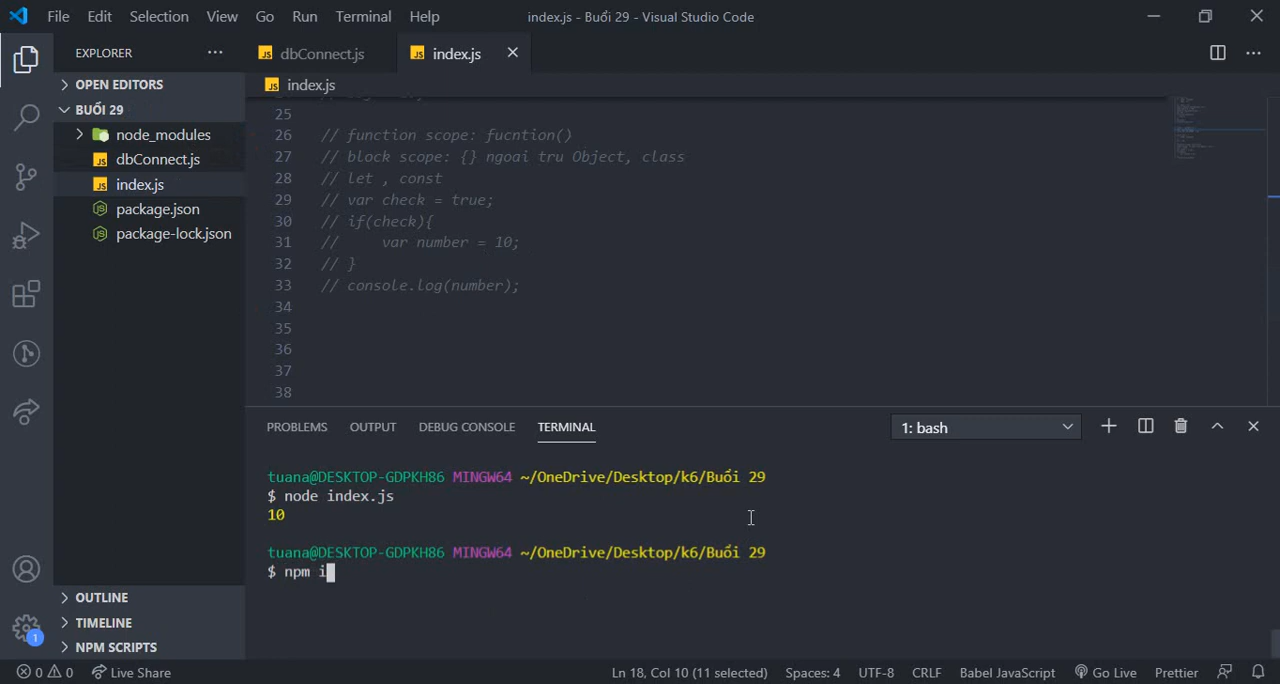 File Edit Selection View Go Run Terminal Help
index.js - Buổi 29 - Visual Studio Code
EXPLORER
OPEN EDITORS
BUỔI 29
node_modules
JS dbConnect.js
JS index.js
package.json
package-lock.json
OUTLINE
TIMELINE
NPM SCRIPTS
1
JS dbConnect.js
JS index.js
JS index.js
25
26 // function scope: fucntion()
27 // block scope: {} ngoai tru Object, class
28 // let , const
29 // var check = true;
30 // if(check){
31 //     var number = 10;
32 // }
33 // console.log(number);
34
35
36
37
38
PROBLEMS OUTPUT DEBUG CONSOLE TERMINAL
1: bash
tuana@DESKTOP-GDPKH86 MINGW64 ~/OneDrive/Desktop/k6/Buổi 29
$ node index.js
10
tuana@DESKTOP-GDPKH86 MINGW64 ~/OneDrive/Desktop/k6/Buổi 29
$ npm i
0 0 Live Share
Ln 18, Col 10 (11 selected) Spaces: 4 UTF-8 CRLF Babel JavaScript Go Live Prettier